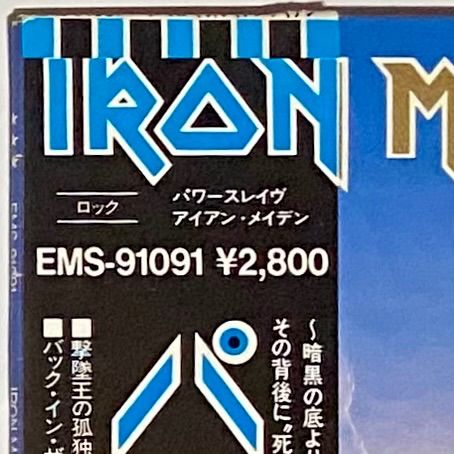 IRON M
ロック
パワースレイヴ
アイアン・メイデン
EMS-91091 ¥2,800
パ
〜暗黒の底より
その背後に〝死
■撃墜王の孤独
■バック・イン・ザ